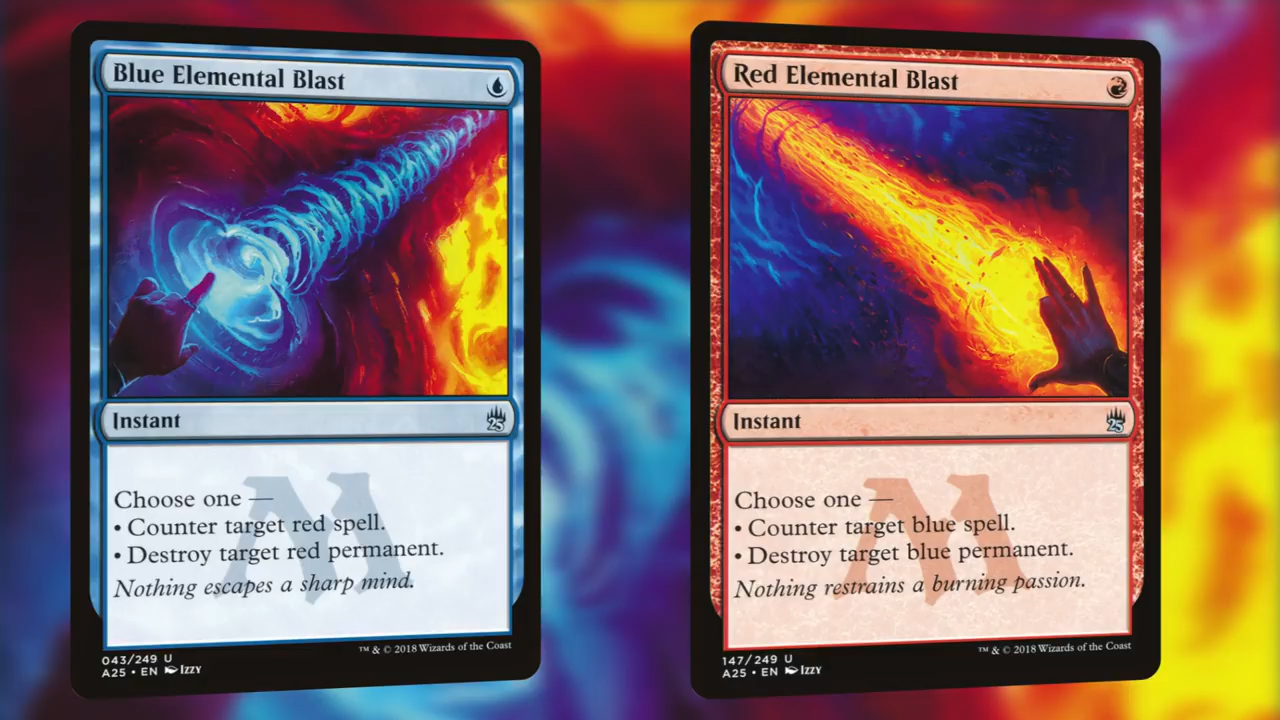 Blue Elemental Blast
Instant
25
Choose one —
• Counter target red spell.
• Destroy target red permanent.
Nothing escapes a sharp mind.
043/249 U
A25 • EN Izzy
™ & © 2018 Wizards of the Coast
Red Elemental Blast
Instant
25
Choose one —
• Counter target blue spell.
• Destroy target blue permanent.
Nothing restrains a burning passion.
147/249 U
A25 • EN Izzy
™ & © 2018 Wizards of the Coast